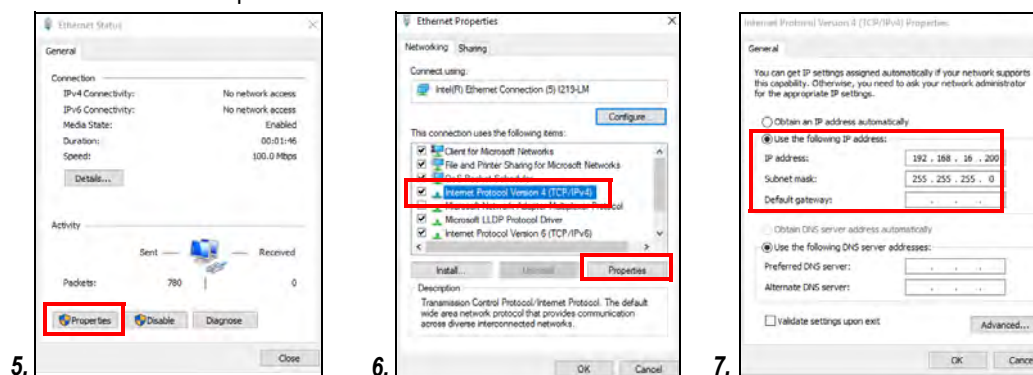 Ethernet Status
General
Connection
IPv4 Connectivity: No network access
IPv6 Connectivity: No network access
Media State: Enabled
Duration: 00:01:46
Speed: 100.0 Mbps
Details...
Activity
Sent Received
Packets: 780 0
Properties Disable Diagnose
Close
5.
Ethernet Properties
Networking Sharing
Connect using:
Intel(R) Ethernet Connection (5) I219-LM
Configure...
This connection uses the following items:
Client for Microsoft Networks
File and Printer Sharing for Microsoft Networks
QoS Packet Scheduler
Internet Protocol Version 4 (TCP/IPv4)
Microsoft Network Adapter Multiplexor Protocol
Microsoft LLDP Protocol Driver
Internet Protocol Version 6 (TCP/IPv6)
Install... Uninstall Properties
Description
Transmission Control Protocol/Internet Protocol. The default
wide area network protocol that provides communication
across diverse interconnected networks.
OK Cancel
6.
Internet Protocol Version 4 (TCP/IPv4) Properties
General
You can get IP settings assigned automatically if your network supports
this capability. Otherwise, you need to ask your network administrator
for the appropriate IP settings.
Obtain an IP address automatically
Use the following IP address:
IP address: 192 . 168 . 16 . 200
Subnet mask: 255 . 255 . 255 . 0
Default gateway: . . .
Obtain DNS server address automatically
Use the following DNS server addresses:
Preferred DNS server: . . .
Alternate DNS server: . . .
Validate settings upon exit Advanced...
OK Cance
7.